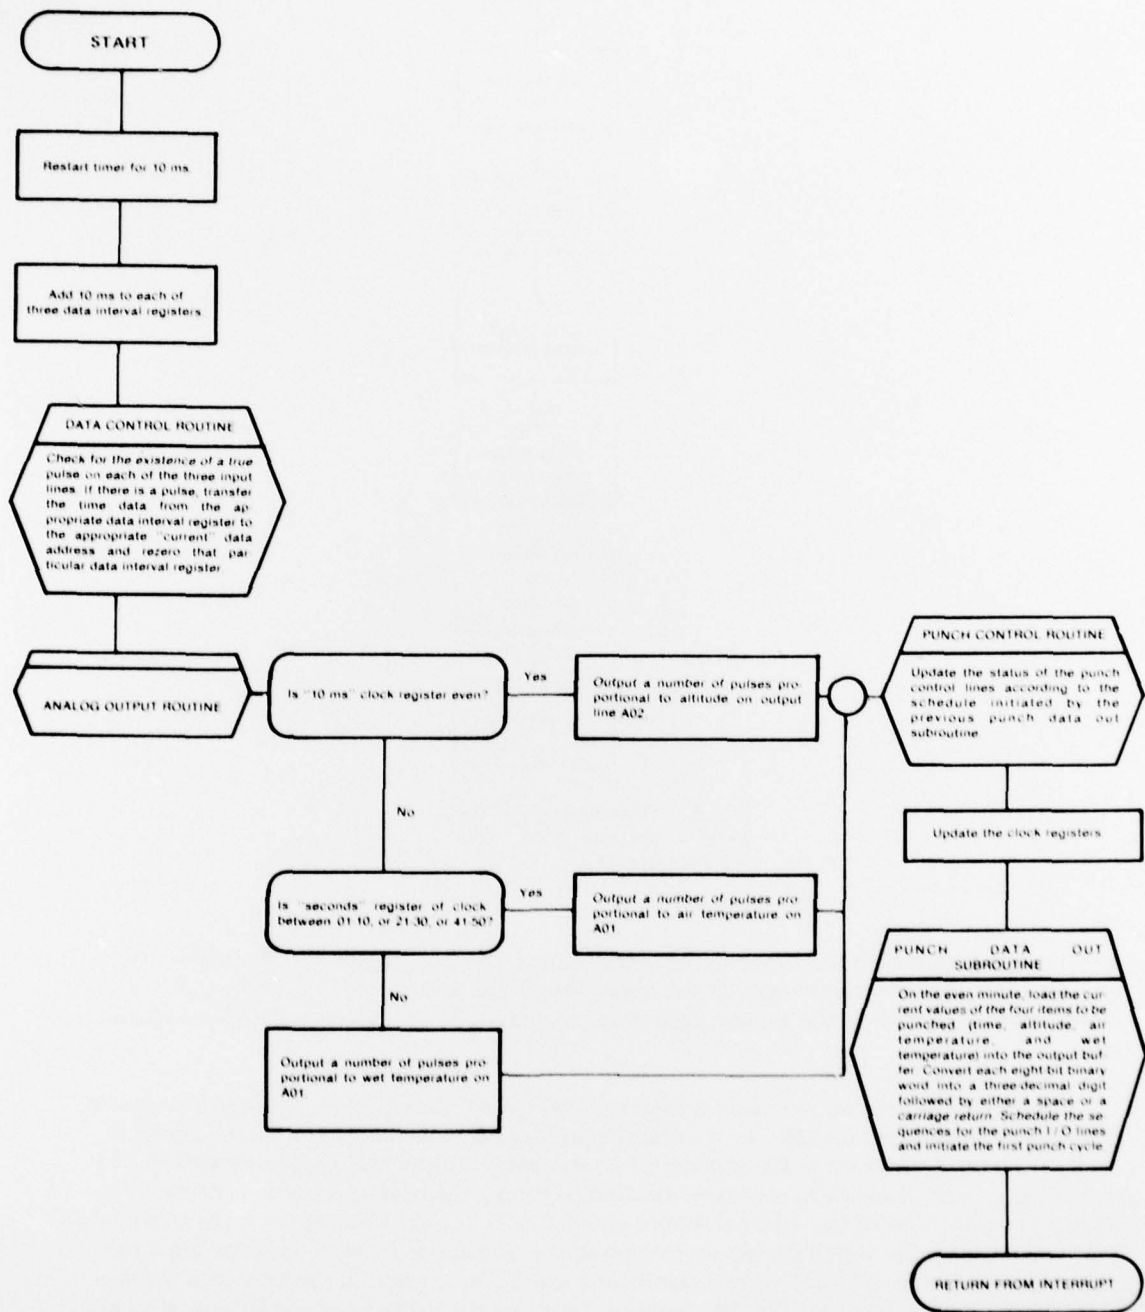 START
Restart timer for 10 ms
Add 10 ms to each of
three data interval registers
DATA CONTROL ROUTINE
Check for the existence of a true
pulse on each of the three input
lines. If there is a pulse, transfer
the time data from the ap-
propriate data interval register to
the appropriate "current" data
address and rezero that par-
ticular data interval register
ANALOG OUTPUT ROUTINE
Is "10 ms" clock register even?
Yes
Output a number of pulses pro-
portional to altitude on output
line A02
No
Is "seconds" register of clock
between 01-10, or 21-30, or 41-50?
Yes
Output a number of pulses pro-
portional to air temperature on
A01
No
Output a number of pulses pro-
portional to wet temperature on
A01
PUNCH CONTROL ROUTINE
Update the status of the punch
control lines according to the
schedule initiated by the
previous punch data out
subroutine
Update the clock registers
PUNCH DATA OUT
SUBROUTINE
On the even minute, load the cur-
rent values of the four items to be
punched (time, altitude, air
temperature, and wet
temperature) into the output buf-
fer. Convert each eight bit binary
word into a three-decimal digit
followed by either a space or a
carriage return. Schedule the se-
quences for the punch I/O lines
and initiate the first punch cycle
RETURN FROM INTERRUPT